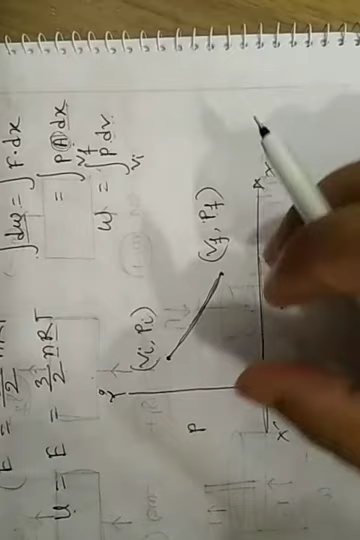 ∫dw = ∫F·dx
= ∫P(A)dx
w = ∫_{Vi}^{Vf} P dv
U = E = 3/2 nRT
(Vi, Pi)
(Vf, Pf)
Y
P
X'